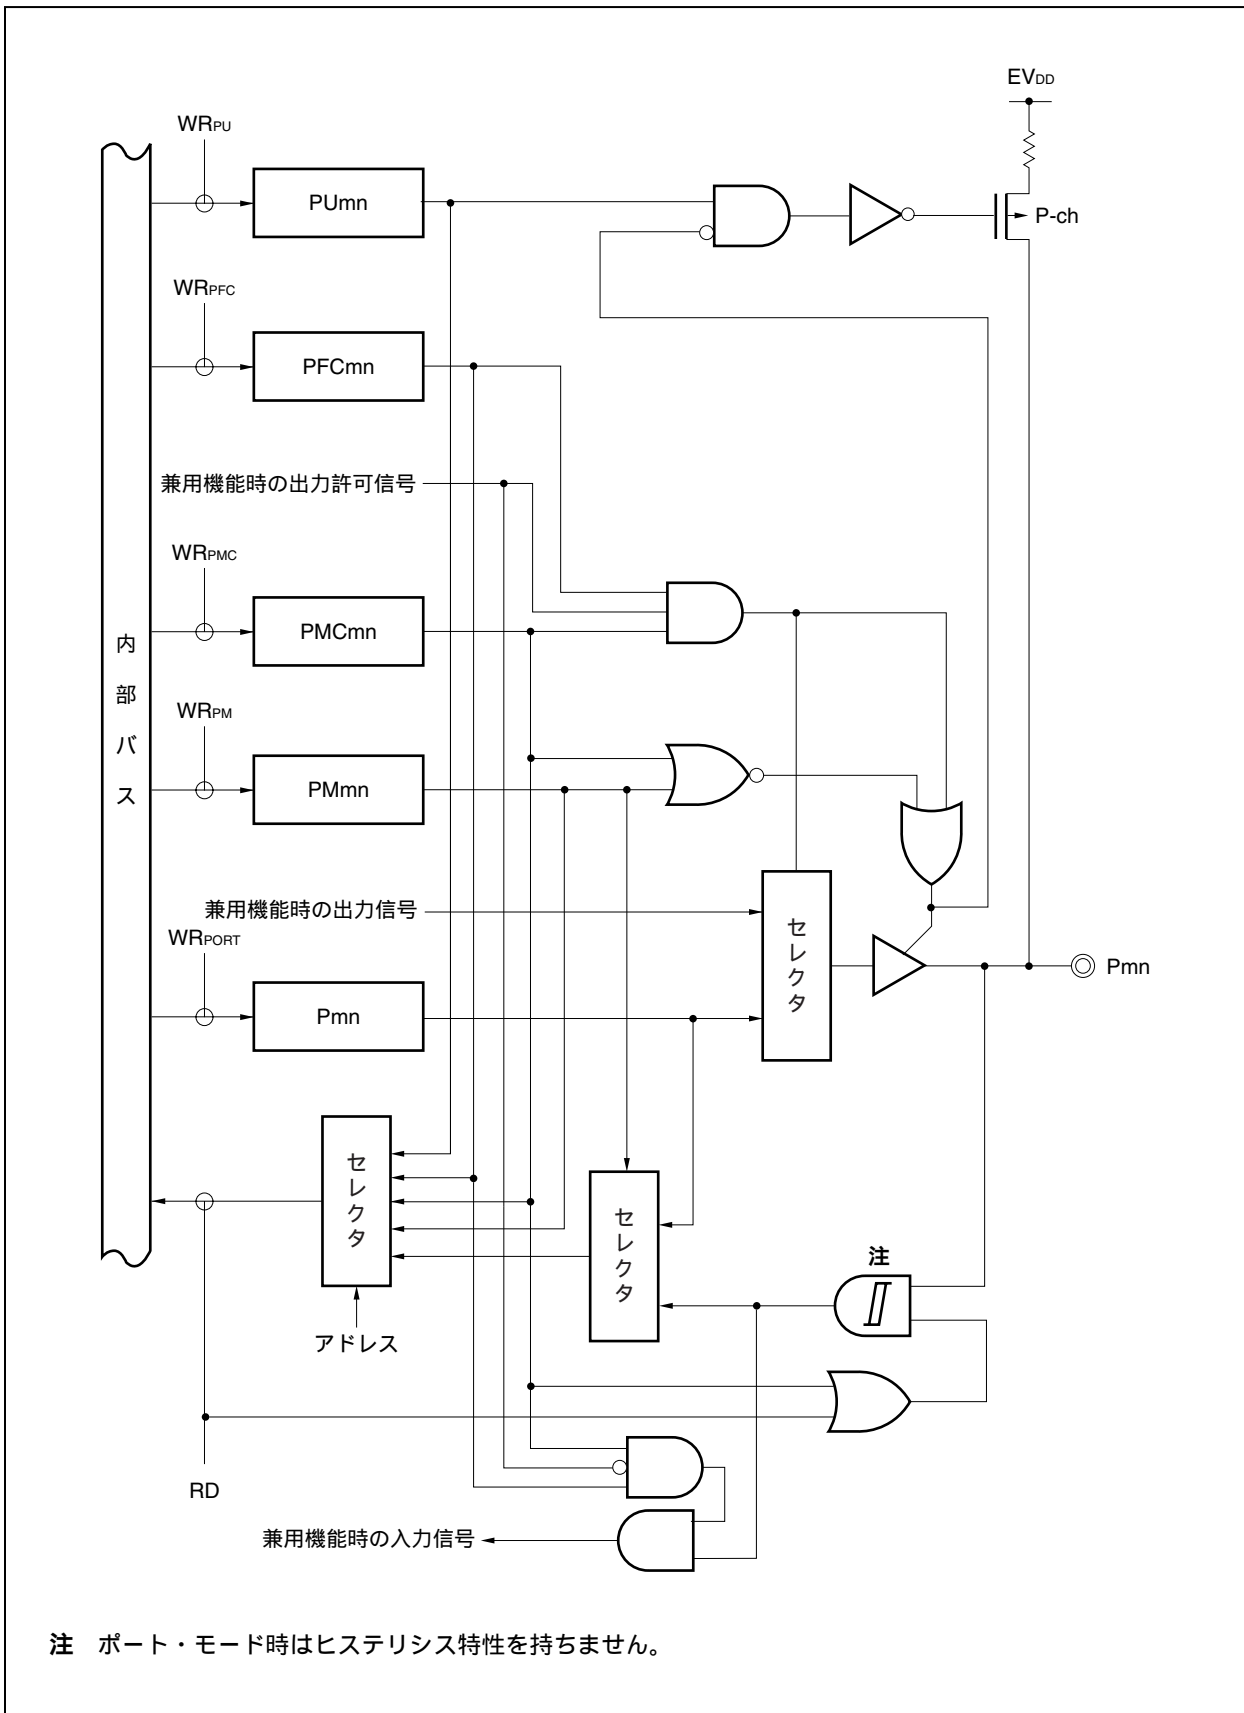 EVDD
WRPU
PUmn
P-ch
WRPFC
PFCmn
兼用機能時の出力許可信号
WRPMC
PMCmn
内部バス
WRPM
PMmn
兼用機能時の出力信号
セレクタ
WRPORT
Pmn
Pmn
セレクタ
セレクタ
注
アドレス
RD
兼用機能時の入力信号
注 ポート・モード時はヒステリシス特性を持ちません。